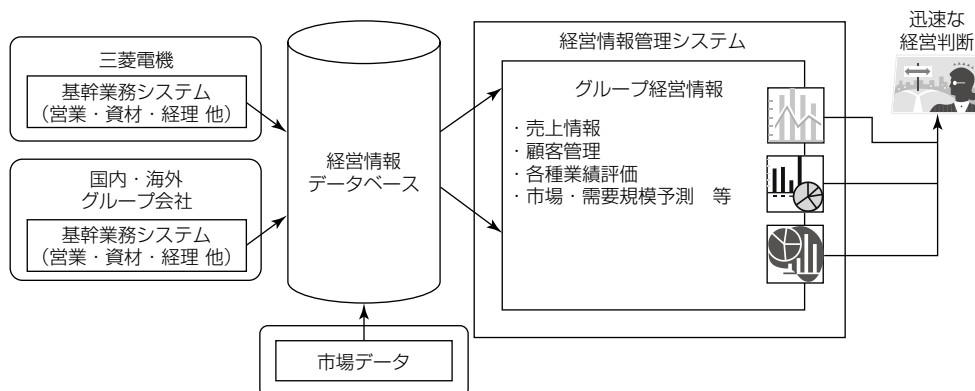 三菱電機
基幹業務システム
(営業・資材・経理 他)
国内・海外
グループ会社
基幹業務システム
(営業・資材・経理 他)
経営情報
データベース
市場データ
経営情報管理システム
グループ経営情報
・売上情報
・顧客管理
・各種業績評価
・市場・需要規模予測　等
迅速な
経営判断